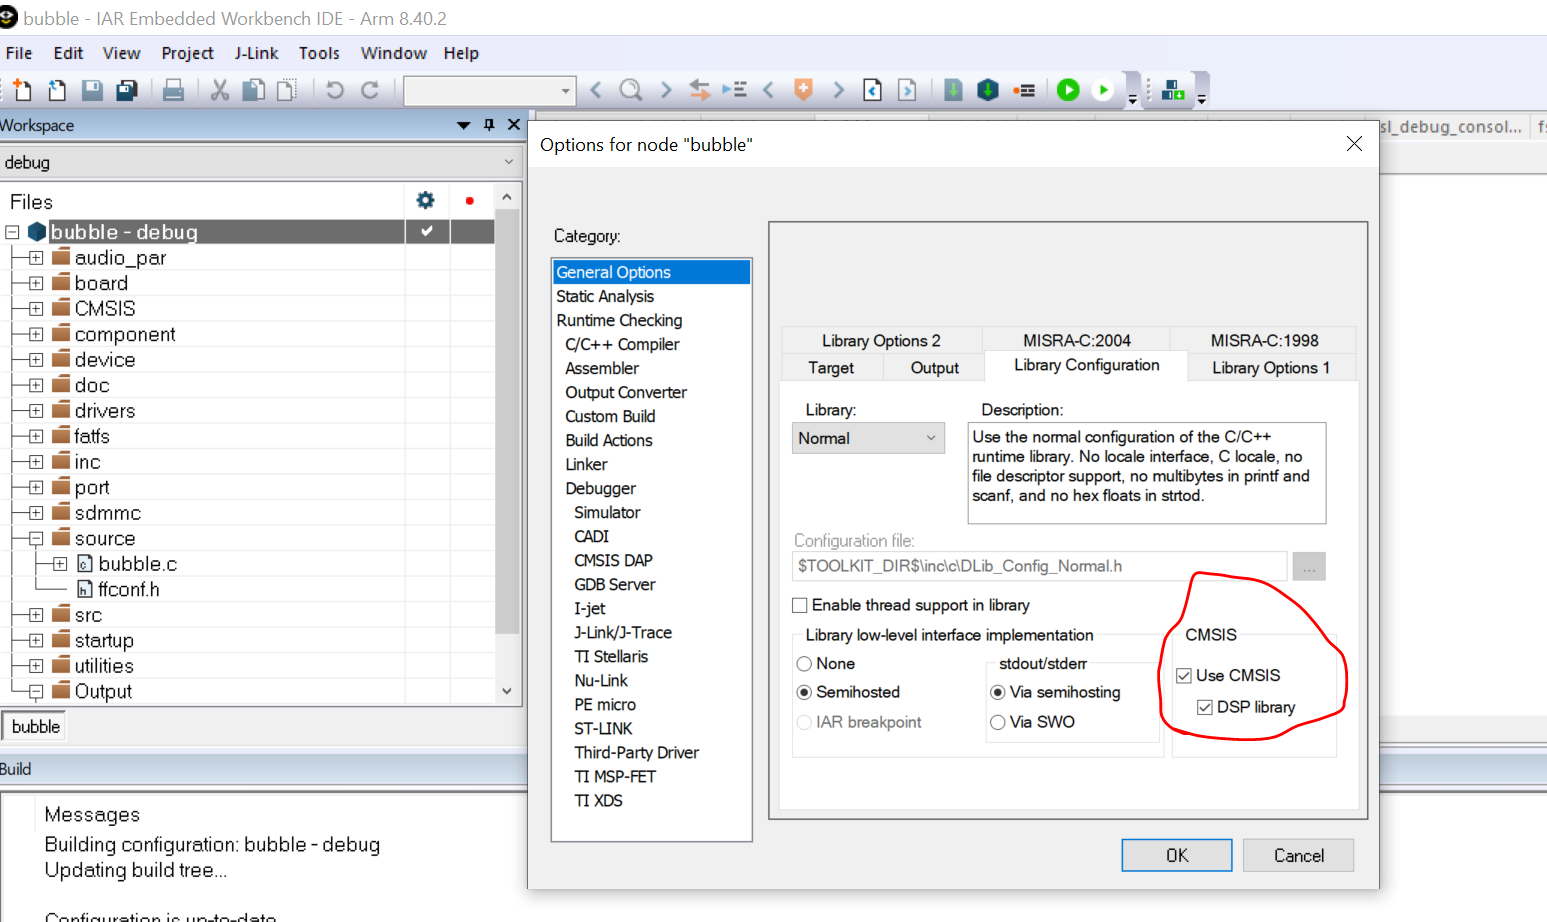 bubble - IAR Embedded Workbench IDE - Arm 8.40.2
File Edit View Project J-Link Tools Window Help
Workspace
debug
Files
bubble - debug
audio_par
board
CMSIS
component
device
doc
drivers
fatfs
inc
port
sdmmc
source
bubble.c
ffconf.h
src
startup
utilities
Output
bubble
sl_debug_consol...
Options for node "bubble"
Category:
General Options
Static Analysis
Runtime Checking
C/C++ Compiler
Assembler
Output Converter
Custom Build
Build Actions
Linker
Debugger
Simulator
CADI
CMSIS DAP
GDB Server
I-jet
J-Link/J-Trace
TI Stellaris
Nu-Link
PE micro
ST-LINK
Third-Party Driver
TI MSP-FET
TI XDS
Library Options 2 MISRA-C:2004 MISRA-C:1998
Target Output Library Configuration Library Options 1
Library:
Normal
Description:
Use the normal configuration of the C/C++
runtime library. No locale interface, C locale, no
file descriptor support, no multibytes in printf and
scanf, and no hex floats in strtod.
Configuration file:
$TOOLKIT_DIR$\inc\c\DLib_Config_Normal.h
...
Enable thread support in library
Library low-level interface implementation
None
Semihosted
IAR breakpoint
stdout/stderr
Via semihosting
Via SWO
CMSIS
Use CMSIS
DSP library
OK Cancel
Build
Messages
Building configuration: bubble - debug
Updating build tree...
Configuration is up-to-date